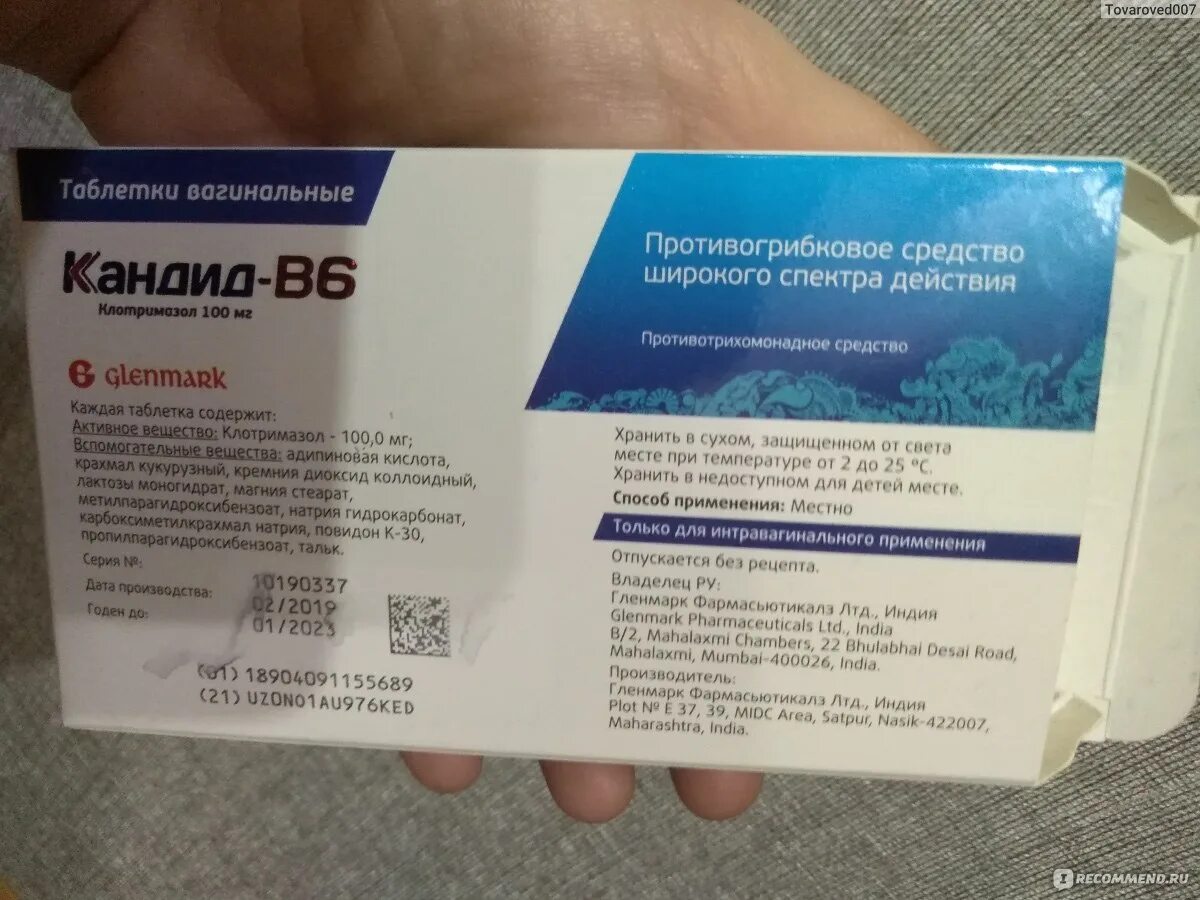 Tovaroved007
Таблетки вагинальные
Кандид-В6
Клотримазол 100 мг
Glenmark
Каждая таблетка содержит:
Активное вещество: Клотримазол - 100,0 мг;
Вспомогательные вещества: адипиновая кислота,
крахмал кукурузный, кремния диоксид коллоидный,
лактозы моногидрат, магния стеарат,
метилпарагидроксибензоат, натрия гидрокарбонат,
карбоксиметилкрахмал натрия, повидон К-30,
пропилпарагидроксибензоат, тальк.
Серия №:
10190337
Дата производства:
02/2019
Годен до:
01/2023
(01) 18904091155689
(21) UZON01AU976KED
Противогрибковое средство
широкого спектра действия
Противотрихомонадное средство
Хранить в сухом, защищенном от света
месте при температуре от 2 до 25 °C.
Хранить в недоступном для детей месте.
Способ применения: Местно
Только для интравагинального применения
Отпускается без рецепта.
Владелец РУ:
Гленмарк Фармасьютикалз Лтд., Индия
Glenmark Pharmaceuticals Ltd., India
B/2, Mahalaxmi Chambers, 22 Bhulabhai Desai Road,
Mahalaxmi, Mumbai-400026, India.
Производитель:
Гленмарк Фармасьютикалз Лтд., Индия
Plot № E 37, 39, MIDC Area, Satpur, Nasik-422007,
Maharashtra, India.
IRECOMMEND.RU